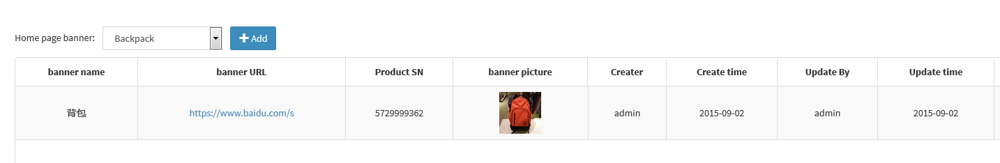 Home page banner: Backpack Add
banner name banner URL Product SN banner picture Creater Create time Update By Update time
背包 https://www.baidu.com/s 5729999362 admin 2015-09-02 admin 2015-09-02